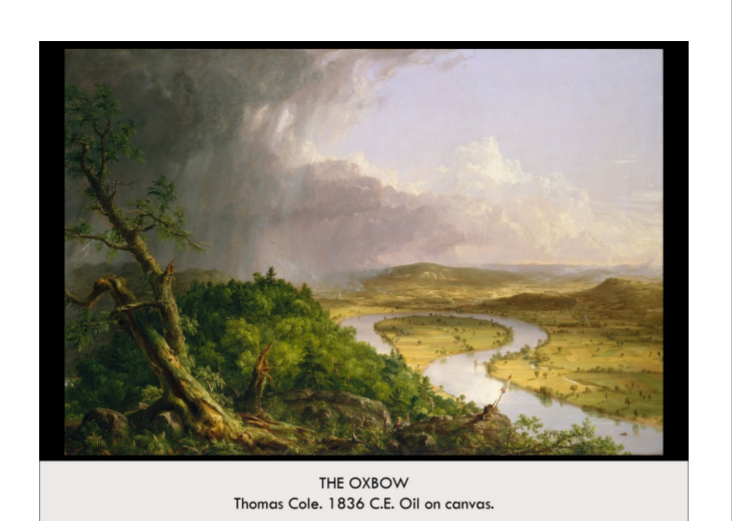 THE OXBOW
Thomas Cole. 1836 C.E. Oil on canvas.